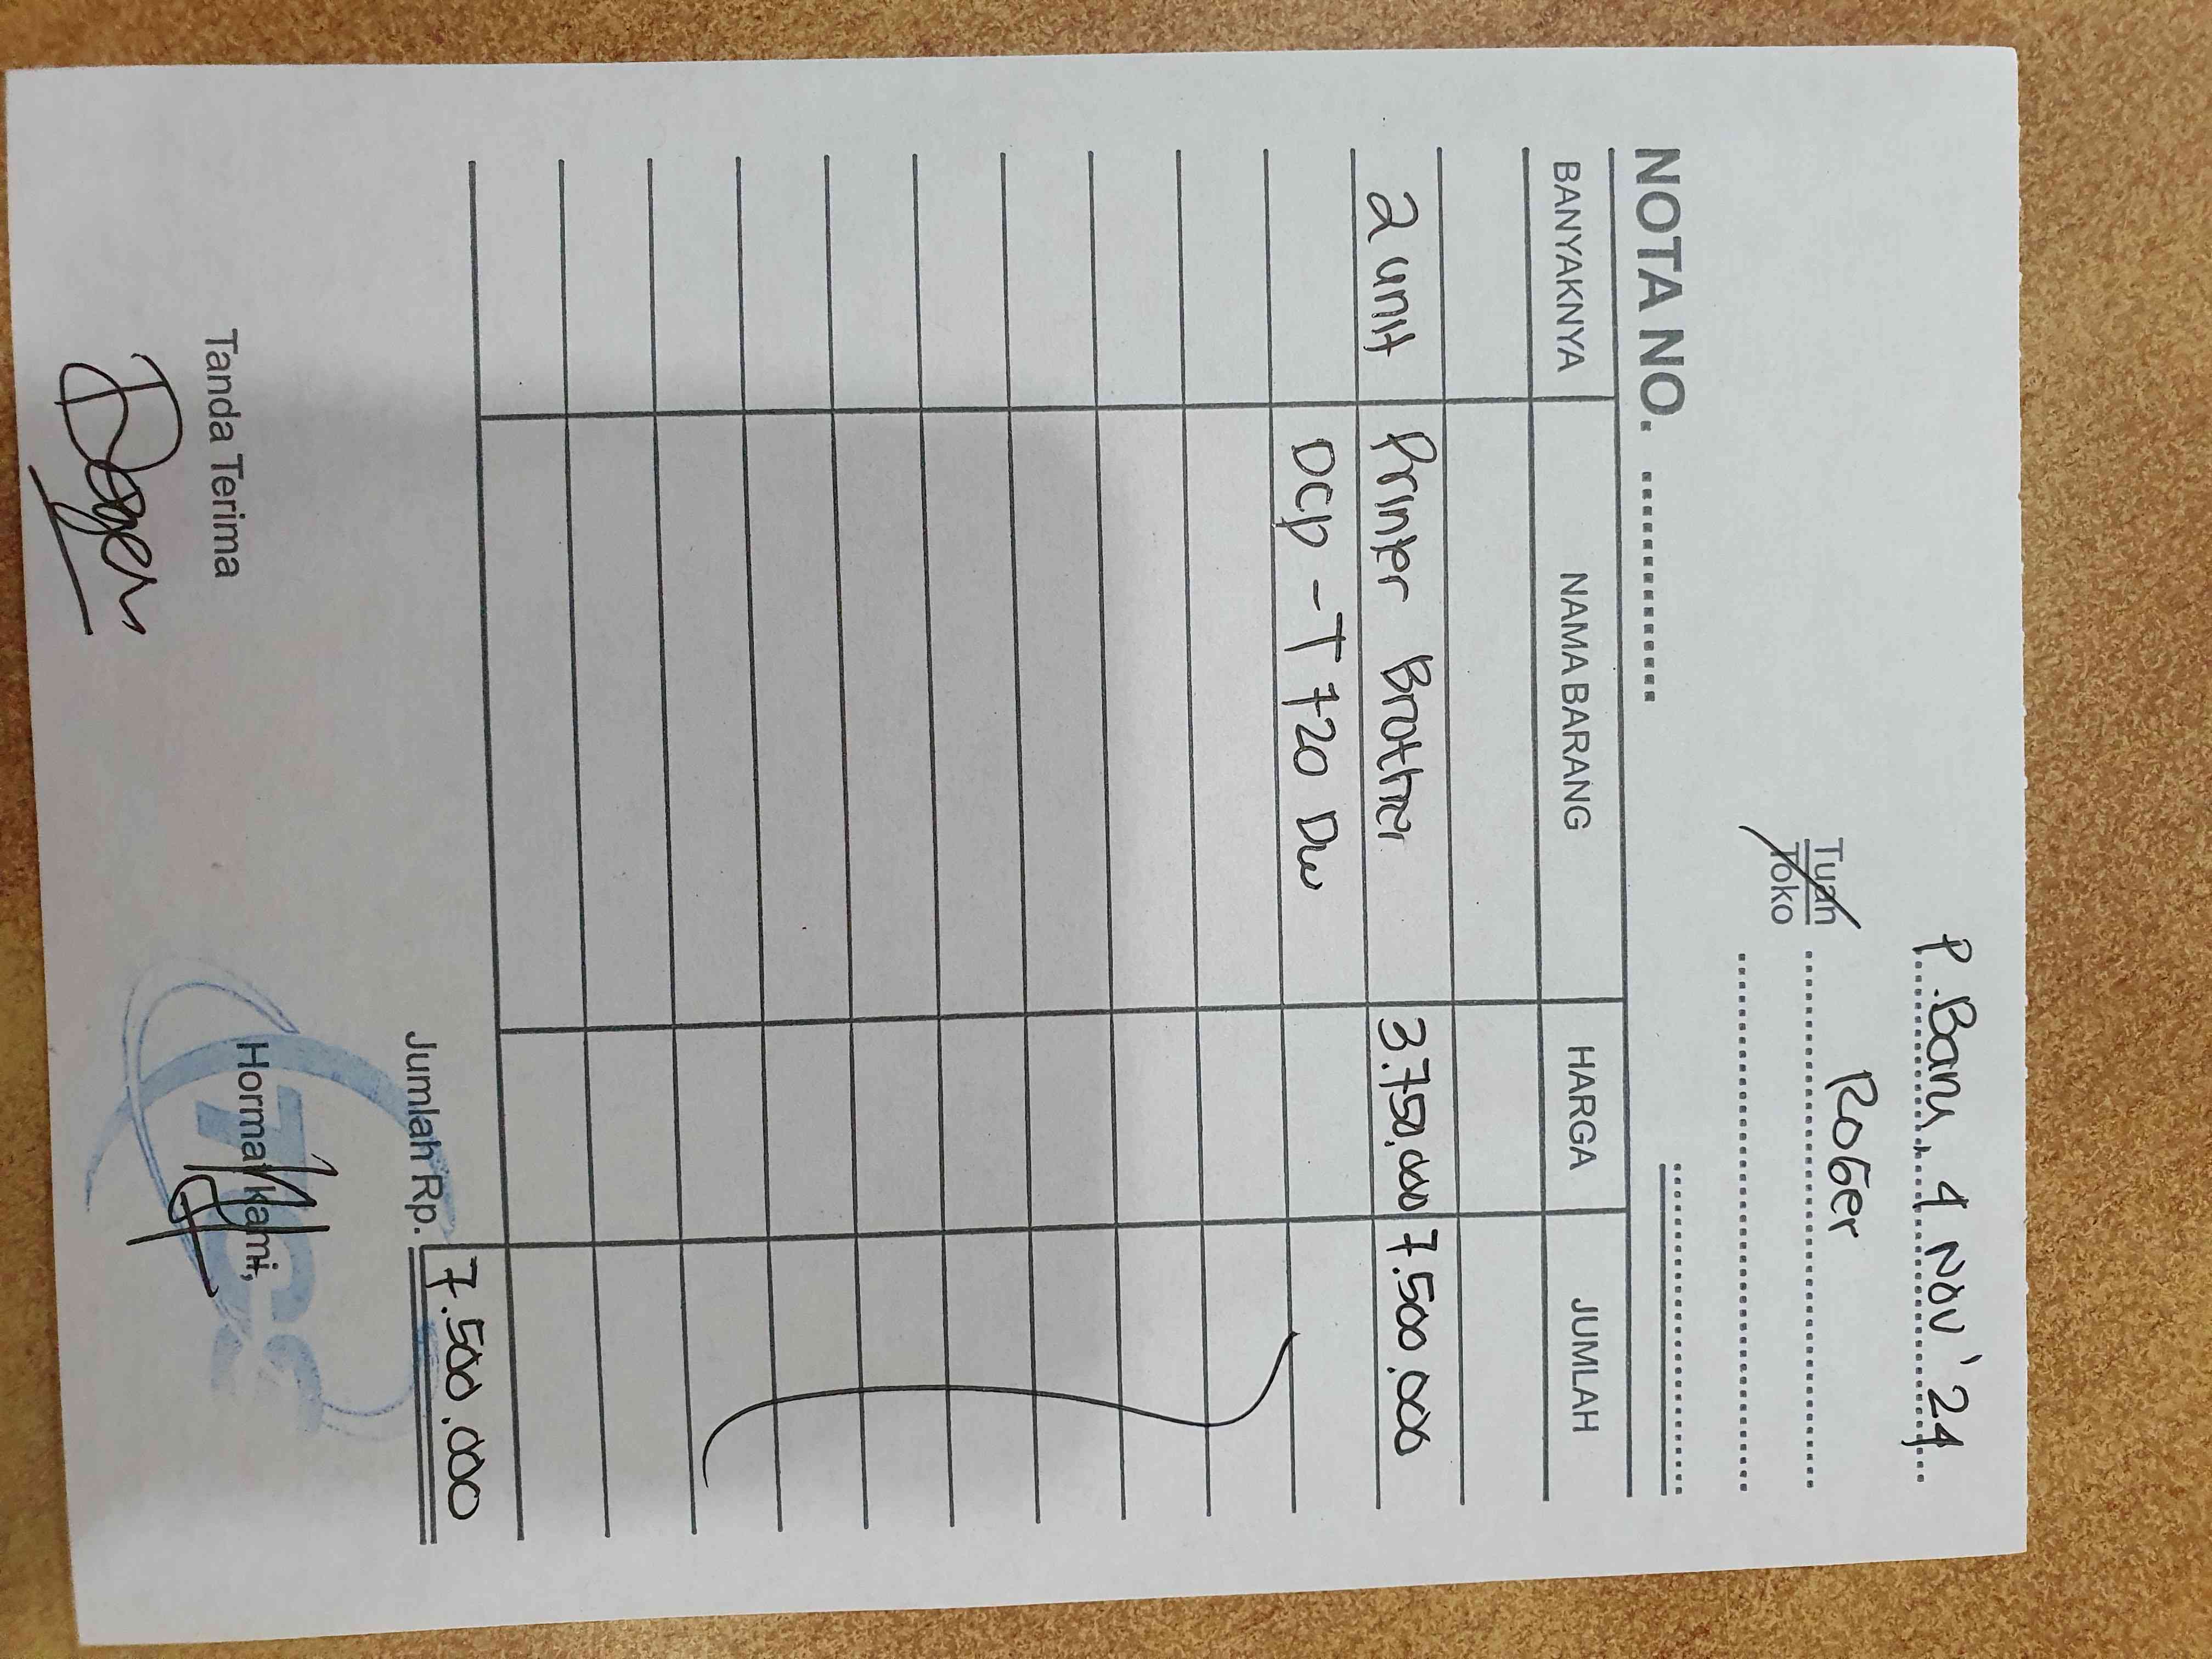 P. Baru, 4 Nov '24
Tuan
Toko
Roger
NOTA NO.
BANYAKNYA NAMA BARANG HARGA JUMLAH
2 unit Printer Brother 3.750.000 7.500.000
DCP - T 720 DW
Jumlah Rp. 7.500.000
Tanda Terima Hormat kami,